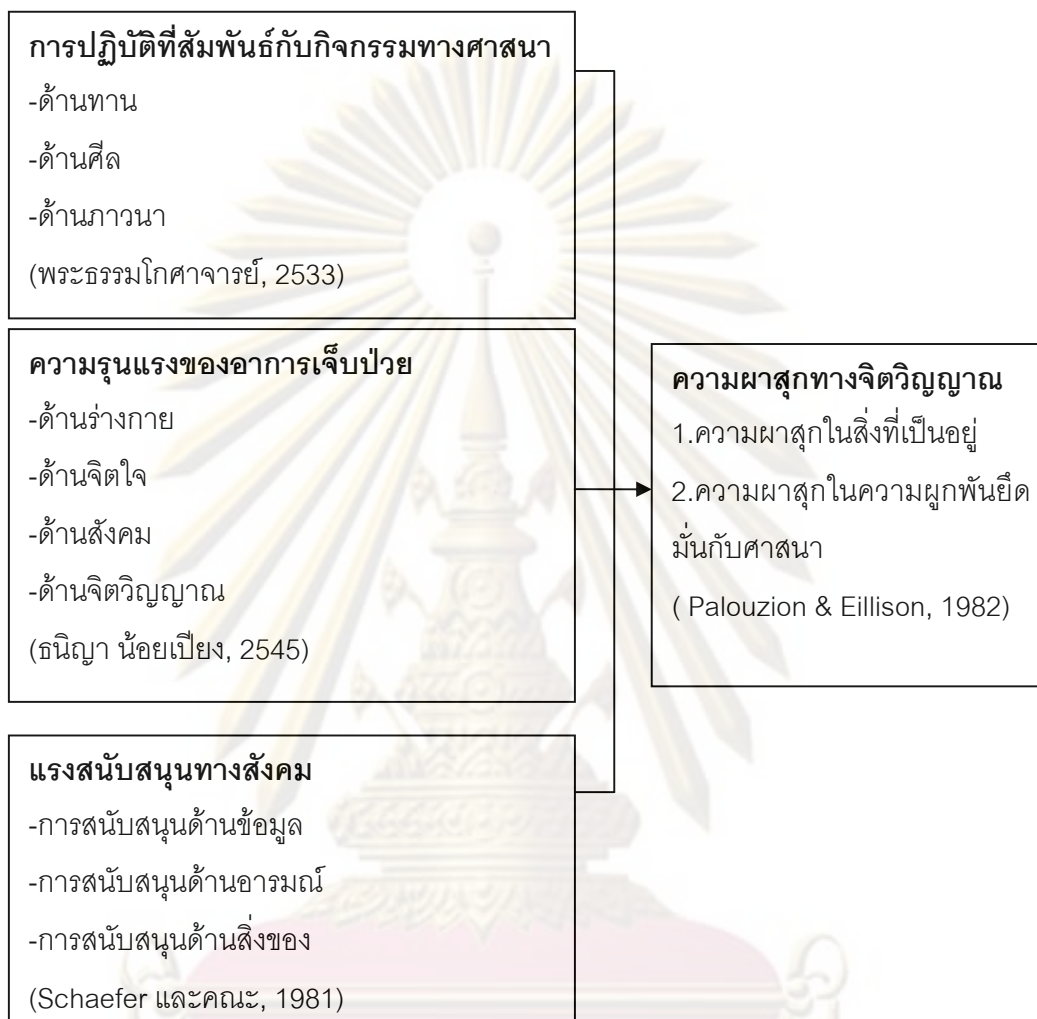 การปฏิบัติที่สัมพันธ์กับกิจกรรมทางศาสนา
-ด้านทาน
-ด้านศีล
-ด้านภาวนา
(พระธรรมโกศาจารย์, 2533)
ความรุนแรงของอาการเจ็บป่วย
-ด้านร่างกาย
-ด้านจิตใจ
-ด้านสังคม
-ด้านจิตวิญญาณ
(ธนิญา น้อยเปียง, 2545)
แรงสนับสนุนทางสังคม
-การสนับสนุนด้านข้อมูล
-การสนับสนุนด้านอารมณ์
-การสนับสนุนด้านสิ่งของ
(Schaefer และคณะ, 1981)
ความผาสุกทางจิตวิญญาณ
1.ความผาสุกในสิ่งที่เป็นอยู่
2.ความผาสุกในความผูกพันยึด
มั่นกับศาสนา
( Palouzion & Eillison, 1982)